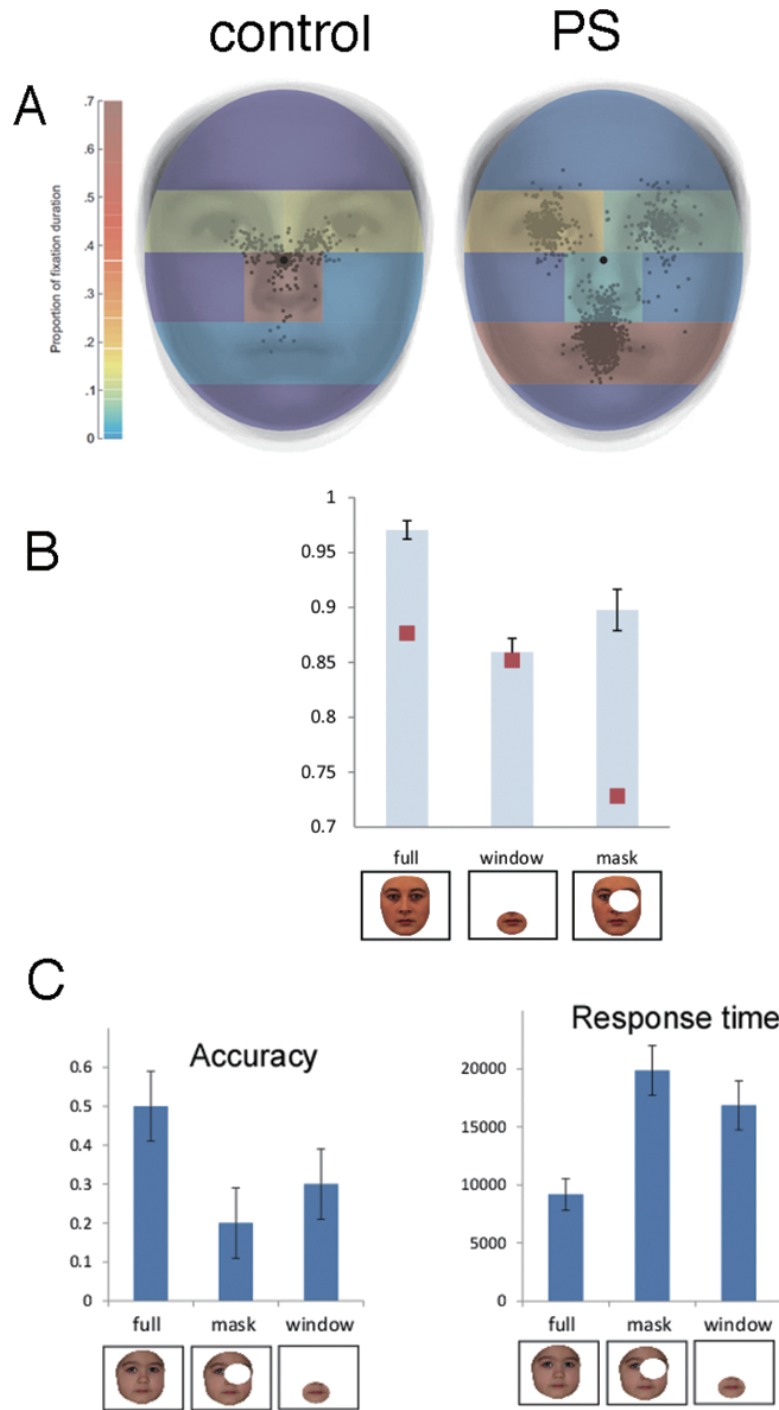 control PS
A
Proportion of fixation duration
.7
.6
.5
.4
.3
.2
.1
0
B
1
0.95
0.9
0.85
0.8
0.75
0.7
full window mask
C
Accuracy
0.6
0.5
0.4
0.3
0.2
0.1
0
full mask window
Response time
20000
15000
10000
5000
0
full mask window